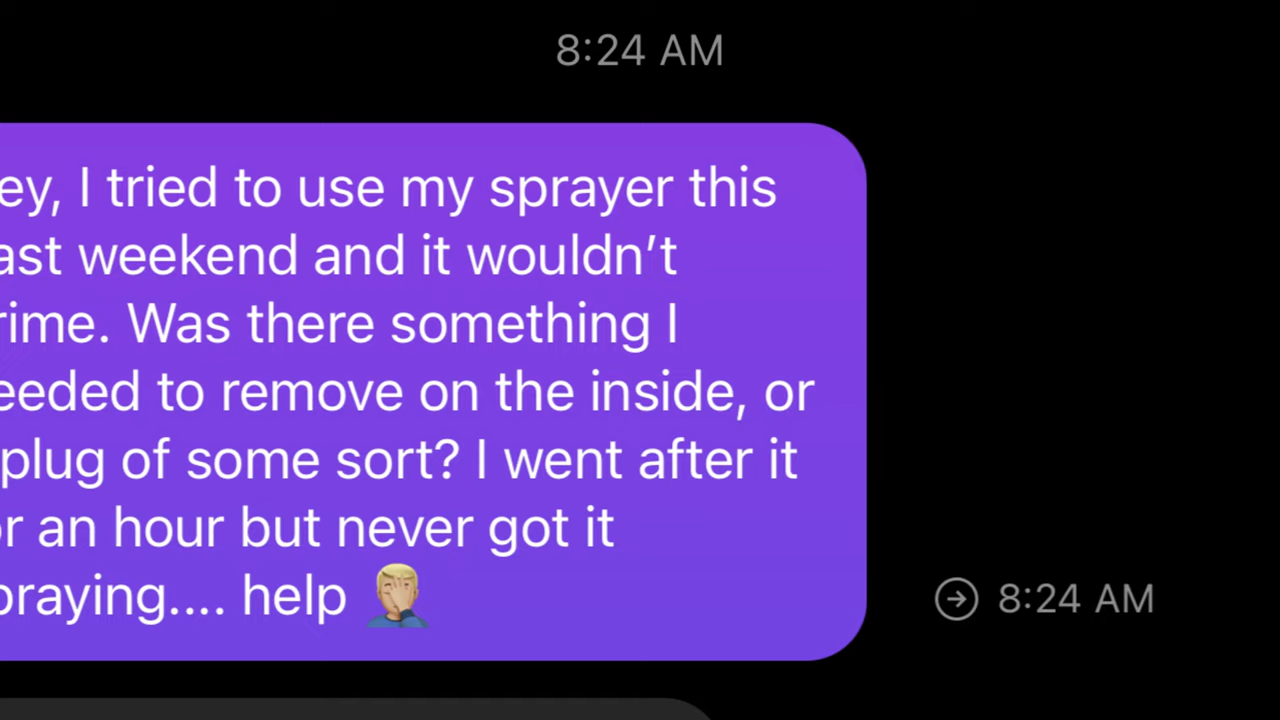 8:24 AM
ey, I tried to use my sprayer this
ast weekend and it wouldn’t
rime. Was there something I
eeded to remove on the inside, or
plug of some sort? I went after it
or an hour but never got it
praying.... help 🤦🏼‍♂️
8:24 AM